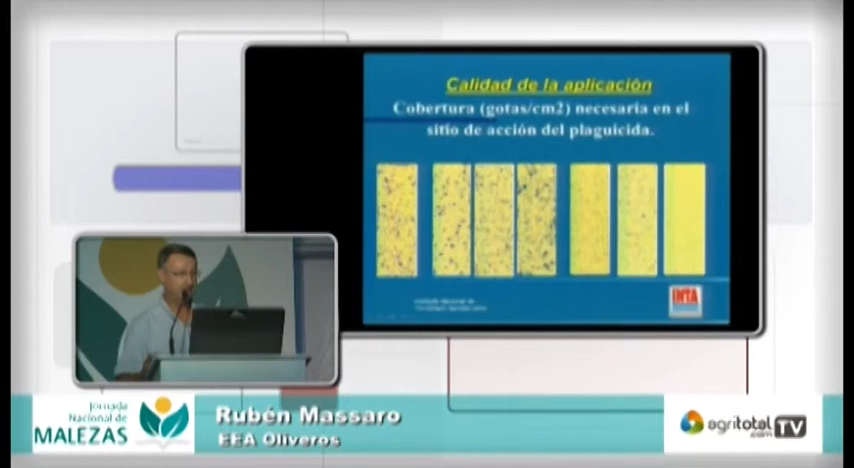 Calidad de la aplicación
Cobertura (gotas/cm2) necesaria en el
sitio de acción del plaguicida.
INTA
Jornada
Nacional de
MALEZAS
Rubén Massaro
EEA Oliveros
agritotal
.com
TV